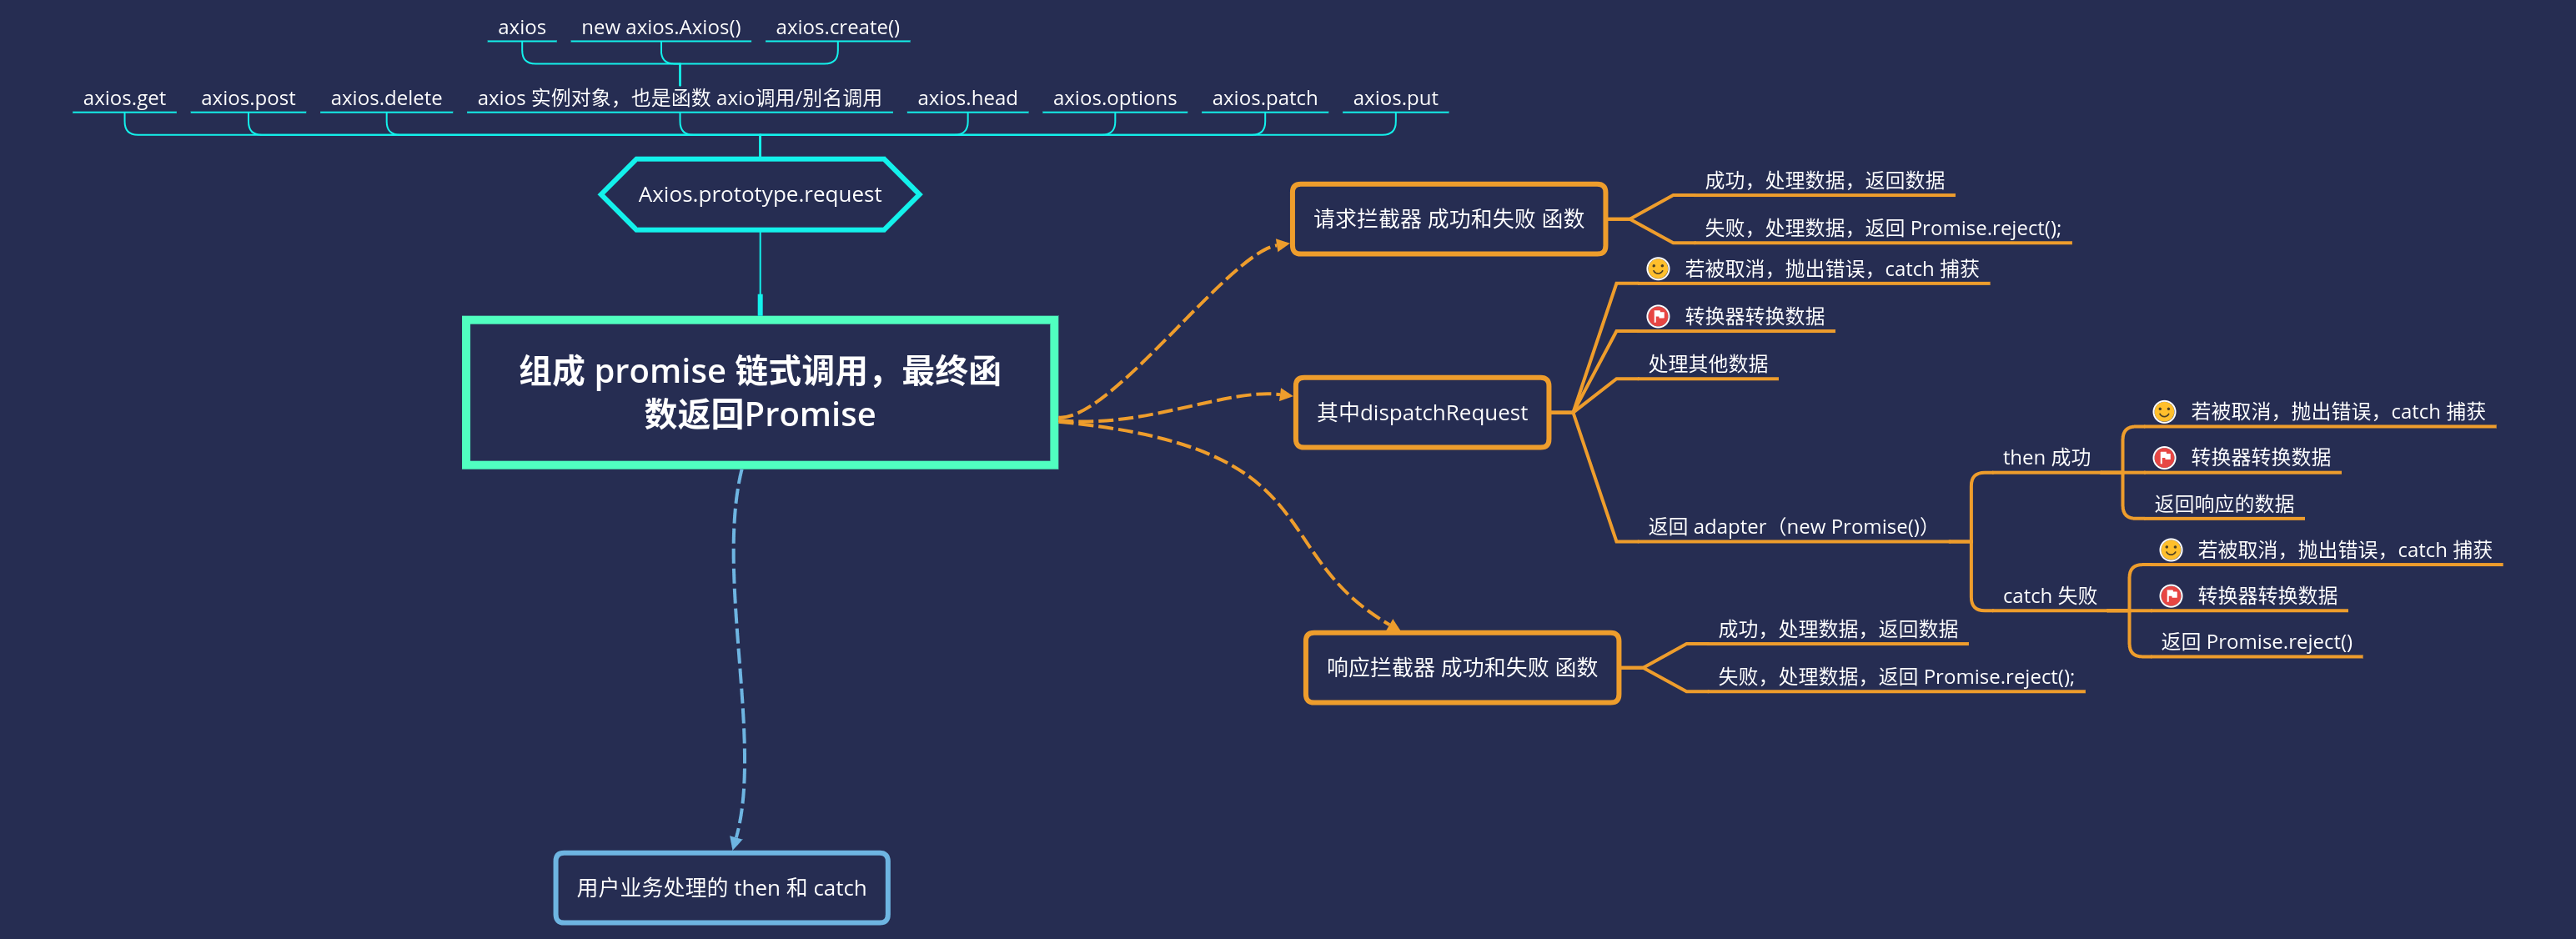 axios
new axios.Axios()
axios.create()
axios.get
axios.post
axios.delete
axios 实例对象，也是函数 axio调用/别名调用
axios.head
axios.options
axios.patch
axios.put
Axios.prototype.request
组成 promise 链式调用，最终函
数返回Promise
请求拦截器 成功和失败 函数
成功，处理数据，返回数据
失败，处理数据，返回 Promise.reject();
其中dispatchRequest
若被取消，抛出错误，catch 捕获
转换器转换数据
处理其他数据
返回 adapter（new Promise()）
then 成功
若被取消，抛出错误，catch 捕获
转换器转换数据
返回响应的数据
catch 失败
若被取消，抛出错误，catch 捕获
转换器转换数据
返回 Promise.reject()
响应拦截器 成功和失败 函数
成功，处理数据，返回数据
失败，处理数据，返回 Promise.reject();
用户业务处理的 then 和 catch